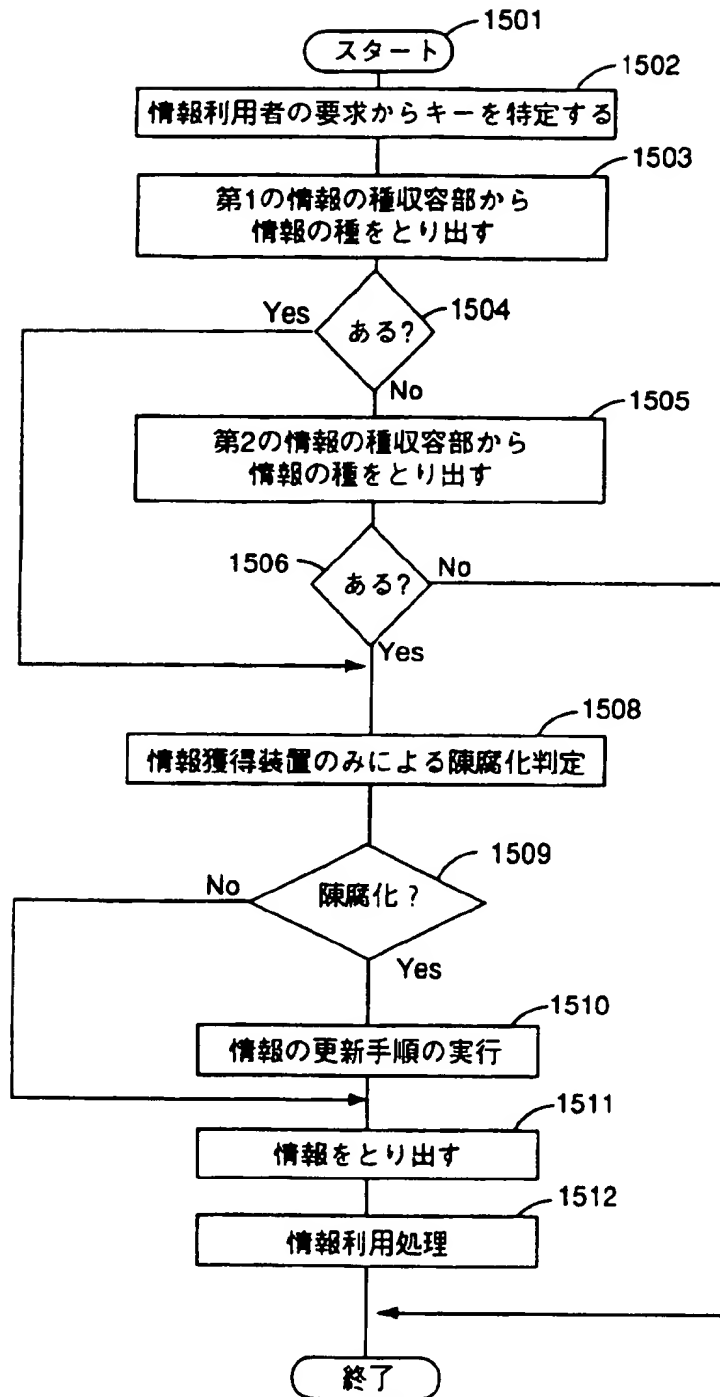 1501
スタート
1502
情報利用者の要求からキーを特定する
1503
第1の情報の種収容部から
情報の種をとり出す
Yes
1504
ある?
No
1505
第2の情報の種収容部から
情報の種をとり出す
1506
ある?
No
Yes
1508
情報獲得装置のみによる陳腐化判定
1509
No
陳腐化?
Yes
1510
情報の更新手順の実行
1511
情報をとり出す
1512
情報利用処理
終了